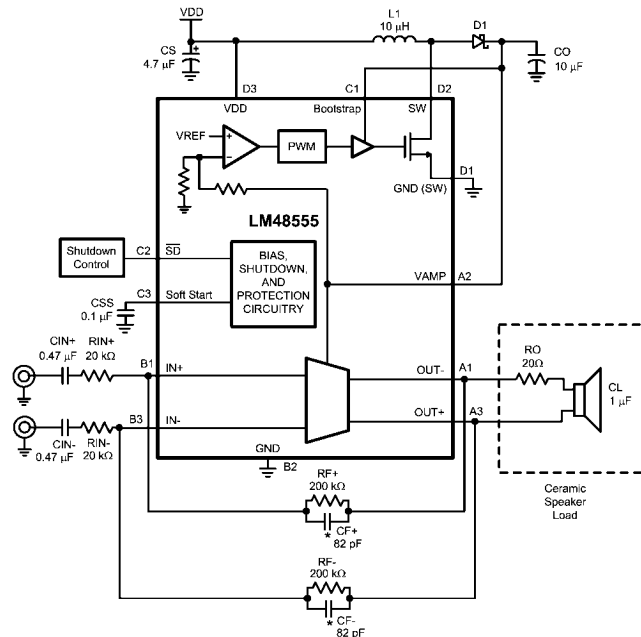 VDD
L1
10 µH
D1
CS
4.7 µF
+
CO
10 µF
D3
C1
D2
VDD
Bootstrap
SW
VREF
+
−
PWM
D1
GND (SW)
LM48555
Shutdown
Control
C2
SD
BIAS,
SHUTDOWN,
AND
PROTECTION
CIRCUITRY
VAMP
A2
C3
Soft Start
CSS
0.1 µF
CIN+
0.47 µF
RIN+
20 kΩ
B1
IN+
OUT-
A1
RO
20Ω
CL
1 µF
B3
IN-
OUT+
A3
CIN-
0.47 µF
RIN-
20 kΩ
GND
B2
RF+
200 kΩ
* CF+
82 pF
Ceramic
Speaker
Load
RF-
200 kΩ
* CF-
82 pF